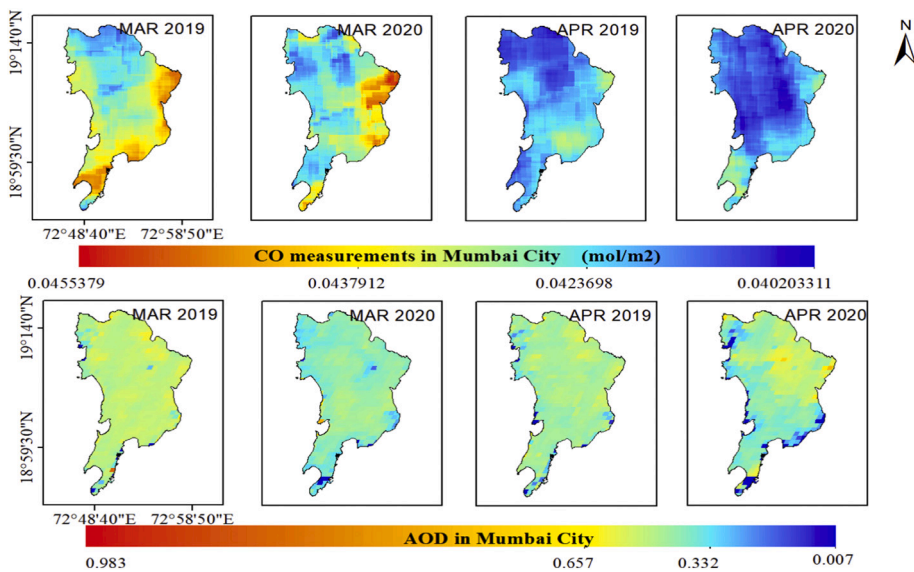 MAR 2019 MAR 2020 APR 2019 APR 2020 N
19°14'0"N
18°59'30"N
72°48'40"E 72°58'50"E
CO measurements in Mumbai City (mol/m2)
0.0455379 0.0437912 0.0423698 0.040203311
MAR 2019 MAR 2020 APR 2019 APR 2020
19°14'0"N
18°59'30"N
72°48'40"E 72°58'50"E
AOD in Mumbai City
0.983 0.657 0.332 0.007